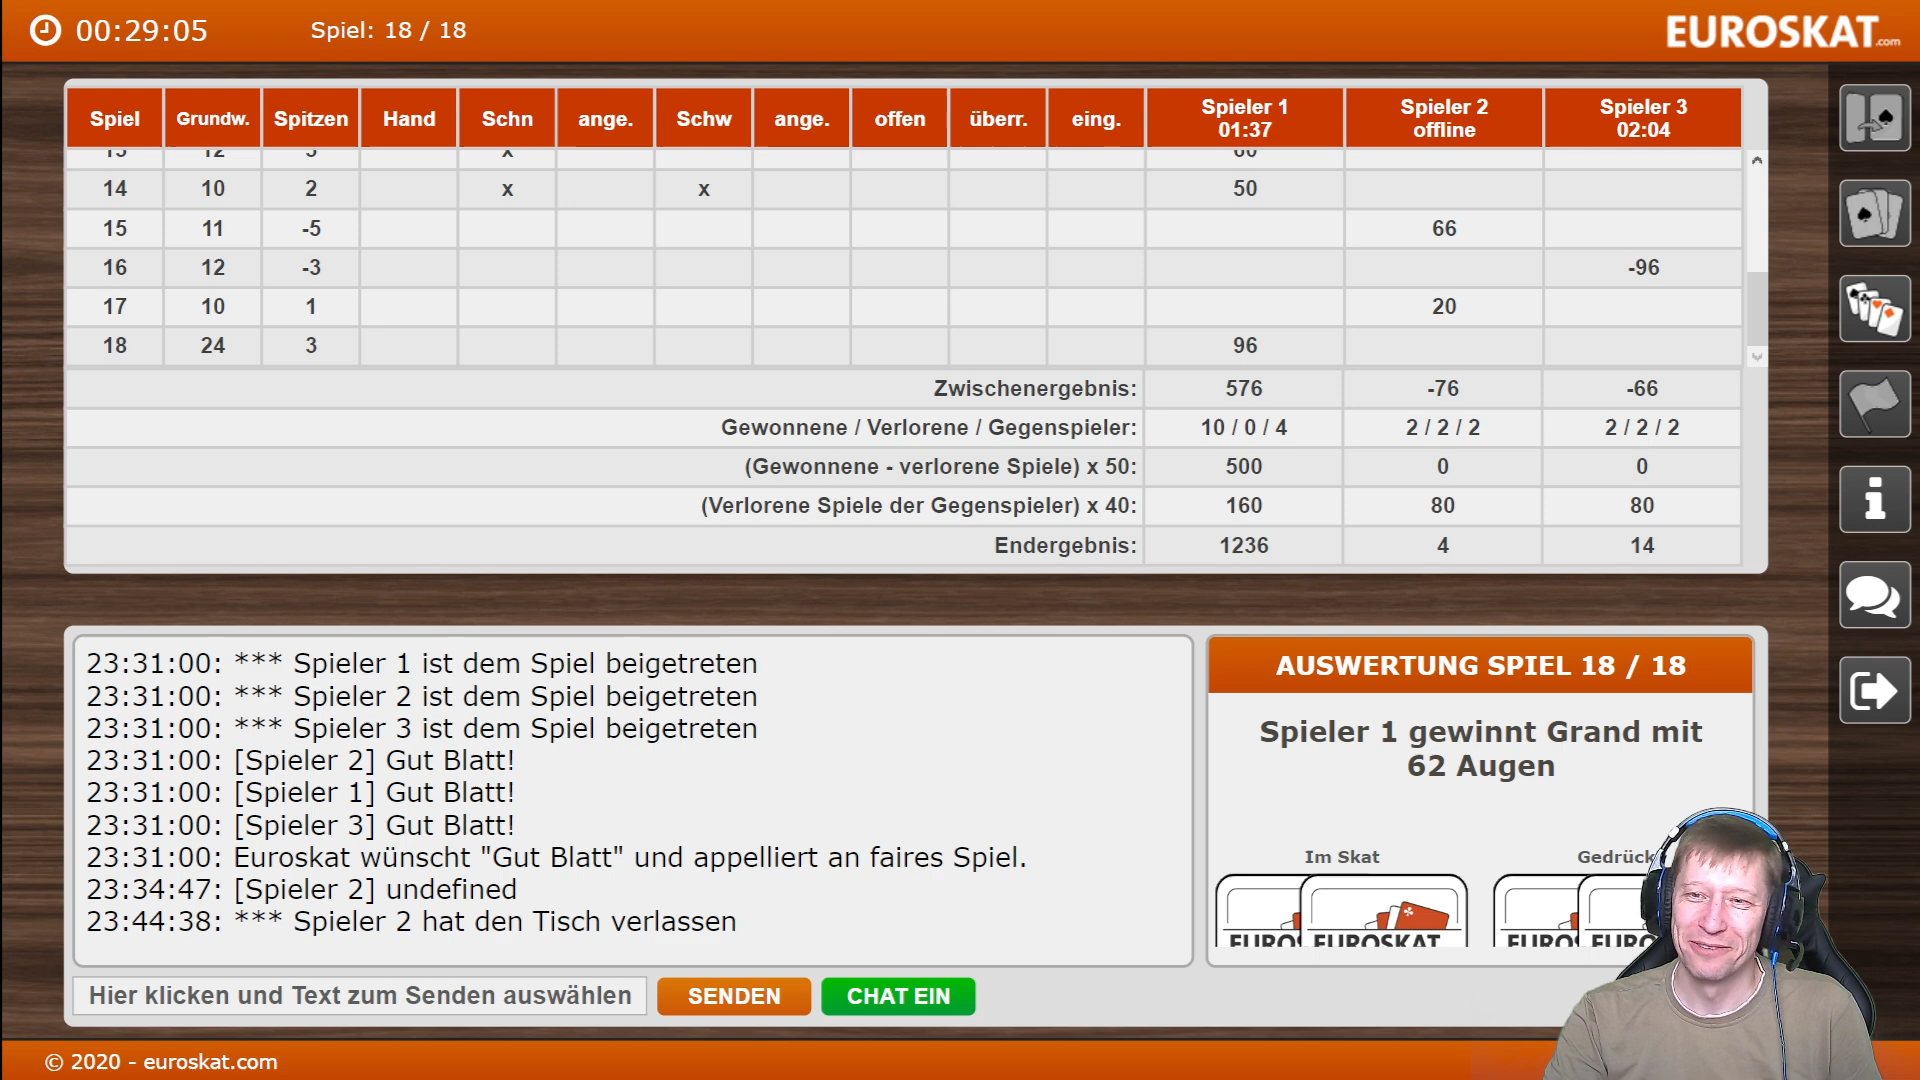 00:29:05
Spiel: 18 / 18
EUROSKAT.com
Spiel Grundw. Spitzen Hand Schn ange. Schw ange. offen überr. eing. Spieler 1 01:37 Spieler 2 offline Spieler 3 02:04
14 10 2 x x 50
15 11 -5 66
16 12 -3 -96
17 10 1 20
18 24 3 96
Zwischenergebnis: 576 -76 -66
Gewonnene / Verlorene / Gegenspieler: 10 / 0 / 4 2 / 2 / 2 2 / 2 / 2
(Gewonnene - verlorene Spiele) x 50: 500 0 0
(Verlorene Spiele der Gegenspieler) x 40: 160 80 80
Endergebnis: 1236 4 14
23:31:00: *** Spieler 1 ist dem Spiel beigetreten
23:31:00: *** Spieler 2 ist dem Spiel beigetreten
23:31:00: *** Spieler 3 ist dem Spiel beigetreten
23:31:00: [Spieler 2] Gut Blatt!
23:31:00: [Spieler 1] Gut Blatt!
23:31:00: [Spieler 3] Gut Blatt!
23:31:00: Euroskat wünscht "Gut Blatt" und appelliert an faires Spiel.
23:34:47: [Spieler 2] undefined
23:44:38: *** Spieler 2 hat den Tisch verlassen
Hier klicken und Text zum Senden auswählen
SENDEN
CHAT EIN
AUSWERTUNG SPIEL 18 / 18
Spieler 1 gewinnt Grand mit
62 Augen
Im Skat
Gedrück
EUROS EUROSKAT EUROS EURO
© 2020 - euroskat.com